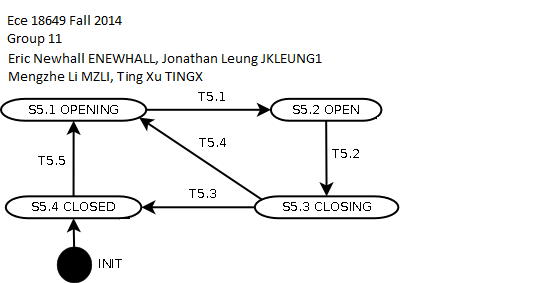 Ece 18649 Fall 2014
Group 11
Eric Newhall ENEWHALL, Jonathan Leung JKLEUNG1
Mengzhe Li MZLI, Ting Xu TINGX
S5.1 OPENING
T5.1
S5.2 OPEN
T5.4
T5.2
T5.5
T5.3
S5.4 CLOSED
S5.3 CLOSING
INIT